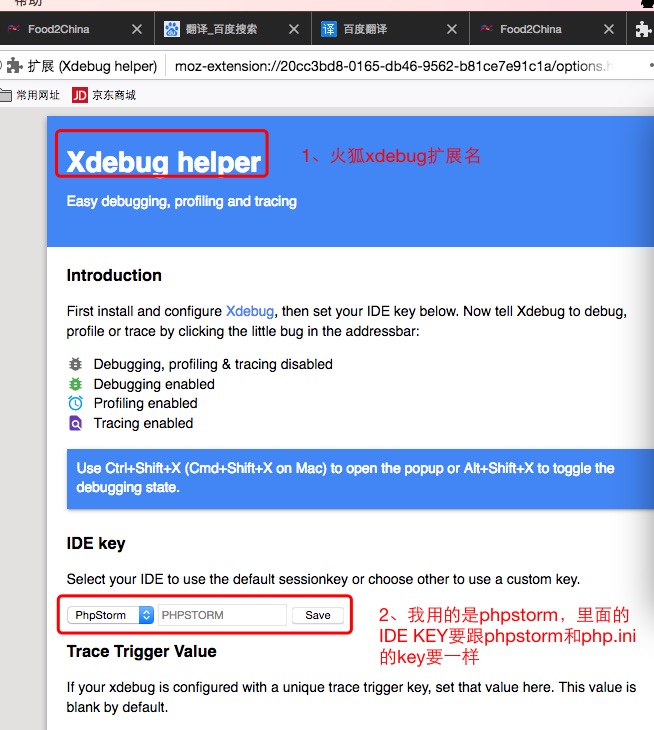 帮助
Food2China
翻译_百度搜索
译
百度翻译
Food2China
扩展 (Xdebug helper)
moz-extension://20cc3bd8-0165-db46-9562-b81ce7e91c1a/options.h
常用网址
JD
京东商城
Xdebug helper
1、火狐xdebug扩展名
Easy debugging, profiling and tracing
Introduction
First install and configure Xdebug, then set your IDE key below. Now tell Xdebug to debug,
profile or trace by clicking the little bug in the addressbar:
Debugging, profiling & tracing disabled
Debugging enabled
Profiling enabled
Tracing enabled
Use Ctrl+Shift+X (Cmd+Shift+X on Mac) to open the popup or Alt+Shift+X to toggle the
debugging state.
IDE key
Select your IDE to use the default sessionkey or choose other to use a custom key.
PhpStorm
PHPSTORM
Save
2、我用的是phpstorm，里面的
IDE KEY要跟phpstorm和php.ini
的key要一样
Trace Trigger Value
If your xdebug is configured with a unique trace trigger key, set that value here. This value is
blank by default.